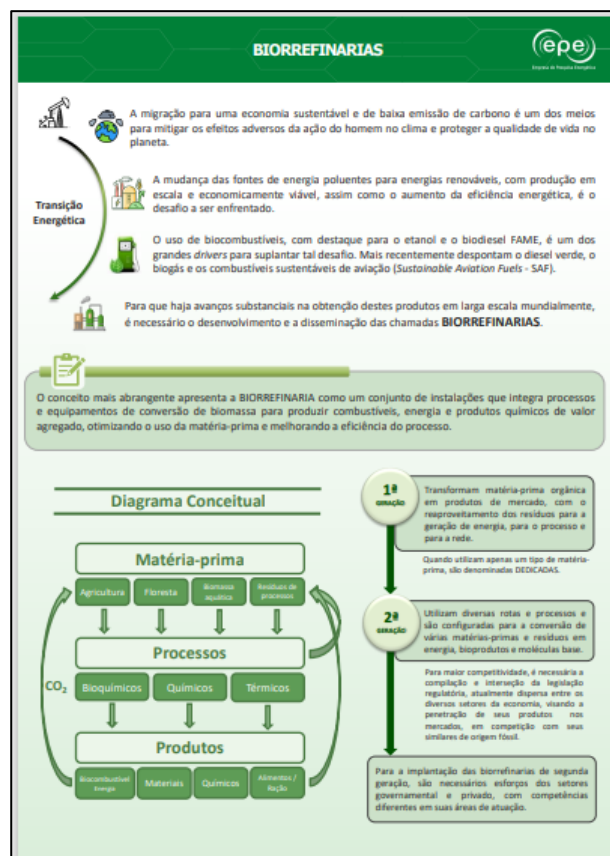 BIORREFINARIAS
epe
Empresa de Pesquisa Energética
A migração para uma economia sustentável e de baixa emissão de carbono é um dos meios
para mitigar os efeitos adversos da ação do homem no clima e proteger a qualidade de vida no
planeta.
A mudança das fontes de energia poluentes para energias renováveis, com produção em
escala e economicamente viável, assim como o aumento da eficiência energética, é o
desafio a ser enfrentado.
Transição
Energética
O uso de biocombustíveis, com destaque para o etanol e o biodiesel FAME, é um dos
grandes drivers para suplantar tal desafio. Mais recentemente despontam o diesel verde, o
biogás e os combustíveis sustentáveis de aviação (Sustainable Aviation Fuels - SAF).
Para que haja avanços substanciais na obtenção destes produtos em larga escala mundialmente,
é necessário o desenvolvimento e a disseminação das chamadas BIORREFINARIAS.
O conceito mais abrangente apresenta a BIORREFINARIA como um conjunto de instalações que integra processos
e equipamentos de conversão de biomassa para produzir combustíveis, energia e produtos químicos de valor
agregado, otimizando o uso da matéria-prima e melhorando a eficiência do processo.
Diagrama Conceitual
Matéria-prima
Agricultura
Floresta
Biomassa
aquática
Resíduos de
processos
Processos
CO₂
Bioquímicos
Químicos
Térmicos
Produtos
Biocombustível
Energia
Materiais
Químicos
Alimentos /
Ração
1ª
GERAÇÃO
Transformam matéria-prima orgânica
em produtos de mercado, com o
reaproveitamento dos resíduos para a
geração de energia, para o processo e
para a rede.
Quando utilizam apenas um tipo de matéria-
prima, são denominadas DEDICADAS.
2ª
GERAÇÃO
Utilizam diversas rotas e processos e
são configuradas para a conversão de
várias matérias-primas e resíduos em
energia, bioprodutos e moléculas base.
Para maior competitividade, é necessária a
compilação e interseção da legislação
regulatória, atualmente dispersa entre os
diversos setores da economia, visando a
penetração de seus produtos nos
mercados, em competição com seus
similares de origem fóssil.
Para a implantação das biorrefinarias de segunda
geração, são necessários esforços dos setores
governamental e privado, com competências
diferentes em suas áreas de atuação.